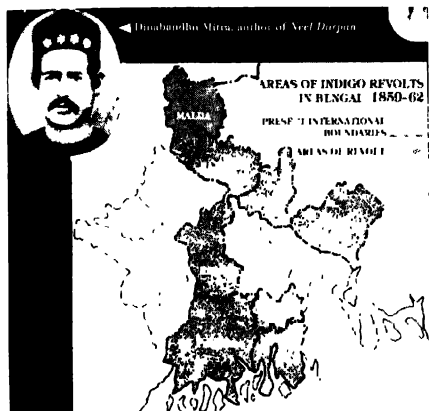 Dinabandhu Mitra, author of Neel Darpan
AREAS OF INDIGO REVOLTS
IN BENGAL 1859-62
MALDA
INTERNATIONAL
BOUNDARIES
AREAS OF REVOLT